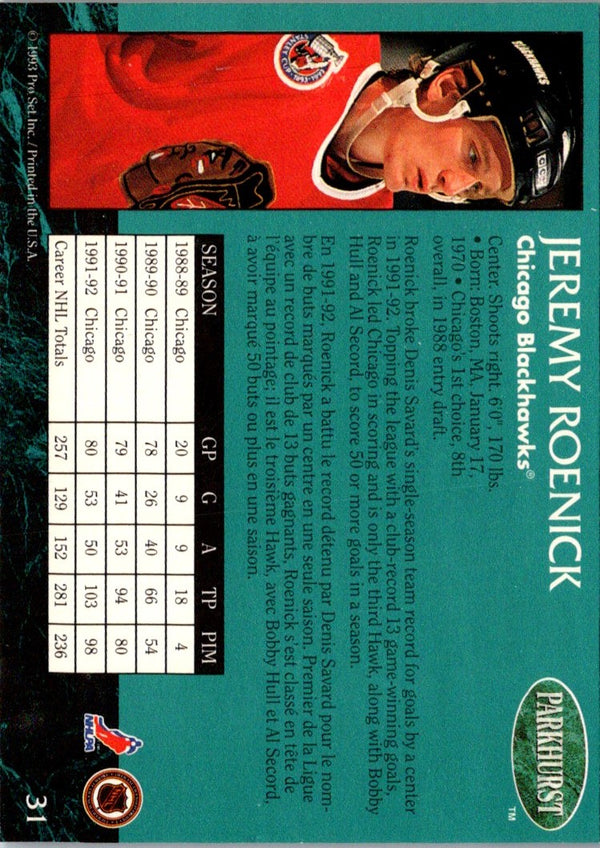 JEREMY ROENICK
Chicago Blackhawks®
PARKHURST
TM
Center. Shoots right. 6'0", 170 lbs.
• Born: Boston, MA, January 17,
1970 • Chicago's 1st choice, 8th
overall, in 1988 entry draft.
Roenick broke Denis Savard's single-season team record for goals by a center
in 1991-92. Topping the league with a club-record 13 game-winning goals,
Roenick led Chicago in scoring and is only the third Hawk, along with Bobby
Hull and Al Secord, to score 50 or more goals in a season.
En 1991-92, Roenick a battu le record détenu par Denis Savard pour le nom-
bre de buts marqués par un centre en une seule saison. Premier de la Ligue
avec un record de club de 13 buts gagnants, Roenick s'est classé en tête de
l'équipe au pointage; il est le troisième Hawk, avec Bobby Hull et Al Secord,
à avoir marqué 50 buts ou plus en une saison.
SEASON GP G A TP PIM
1988-89 Chicago 20 9 9 18 4
1989-90 Chicago 78 26 40 66 54
1990-91 Chicago 79 41 53 94 80
1991-92 Chicago 80 53 50 103 98
Career NHL Totals 257 129 152 281 236
© 1993 Pro Set, Inc. / Printed in the U.S.A.
NHLPA
NHL
31
STANLEY
CUP • 1893-1993
CCM